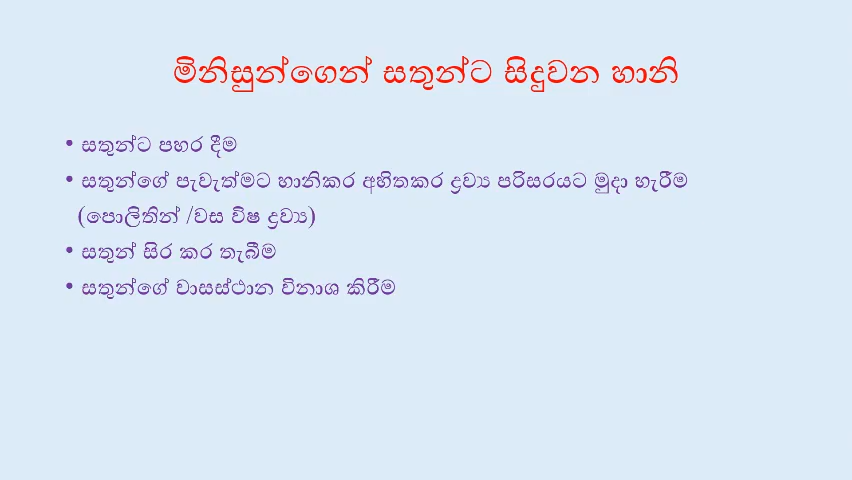 මිනිසුන්ගෙන් සතුන්ට සිදුවන හානි
• සතුන්ට පහර දීම
• සතුන්ගේ පැවැත්මට හානිකර අහිතකර ද්‍රව්‍ය පරිසරයට මුදා හැරීම
(පොලිතින් /වස විෂ ද්‍රව්‍ය)
• සතුන් සිර කර තැබීම
• සතුන්ගේ වාසස්ථාන විනාශ කිරීම